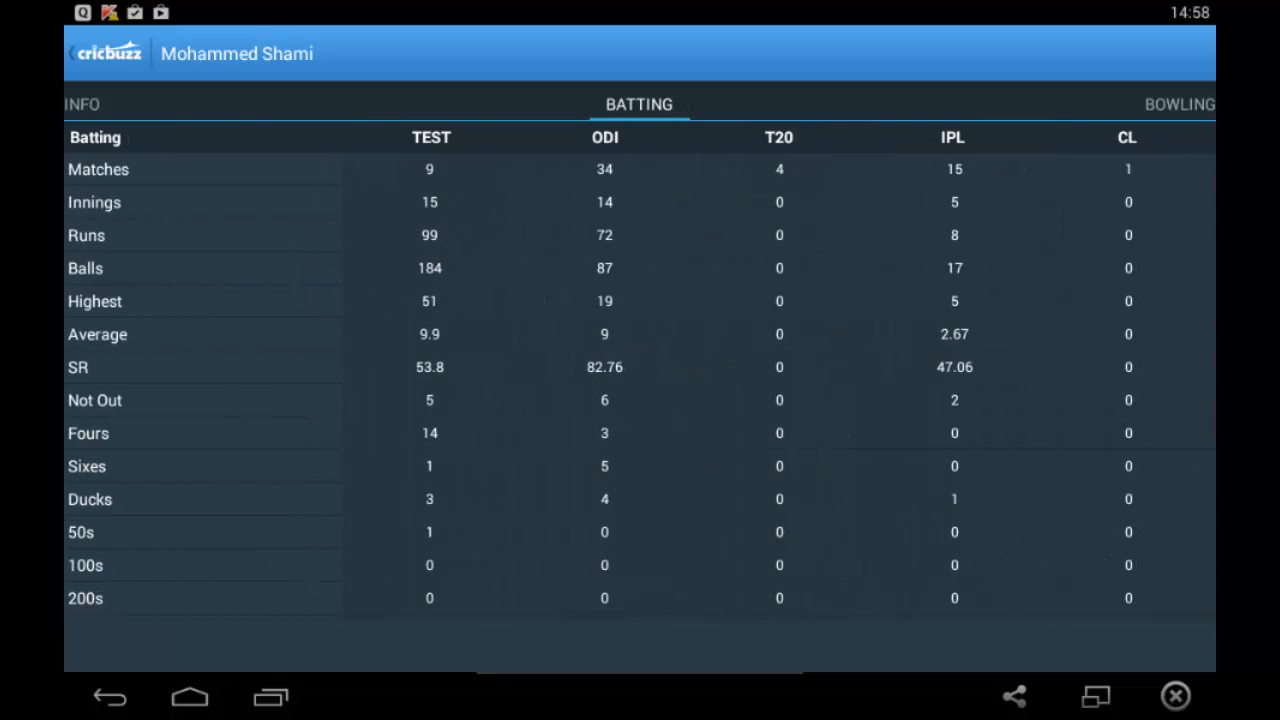 14:58
cricbuzz Mohammed Shami
INFO BATTING BOWLING
Batting TEST ODI T20 IPL CL
Matches 9 34 4 15 1
Innings 15 14 0 5 0
Runs 99 72 0 8 0
Balls 184 87 0 17 0
Highest 51 19 0 5 0
Average 9.9 9 0 2.67 0
SR 53.8 82.76 0 47.06 0
Not Out 5 6 0 2 0
Fours 14 3 0 0 0
Sixes 1 5 0 0 0
Ducks 3 4 0 1 0
50s 1 0 0 0 0
100s 0 0 0 0 0
200s 0 0 0 0 0